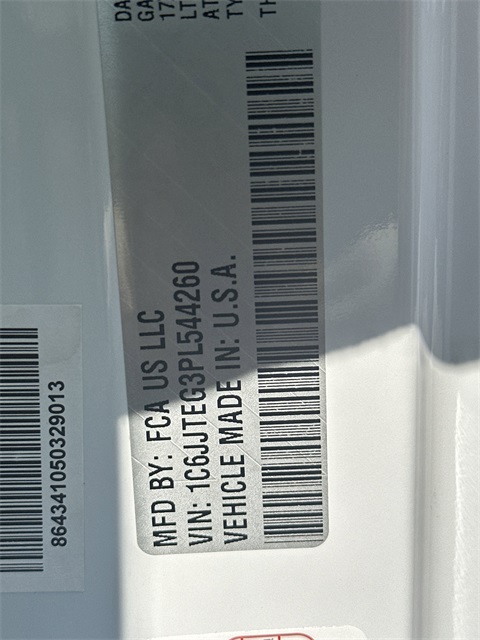 MFD BY: FCA US LLC
VIN: 1C6JJTEG3PL544260
VEHICLE MADE IN: U.S.A.
864341050329013